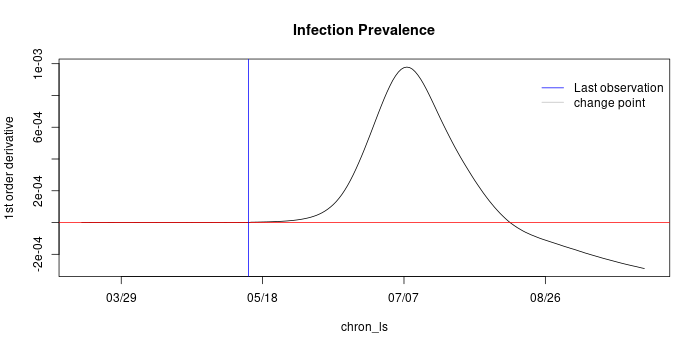 Infection Prevalence
1st order derivative
1e-03
6e-04
2e-04
-2e-04
Last observation
change point
03/29
05/18
07/07
08/26
chron_ls